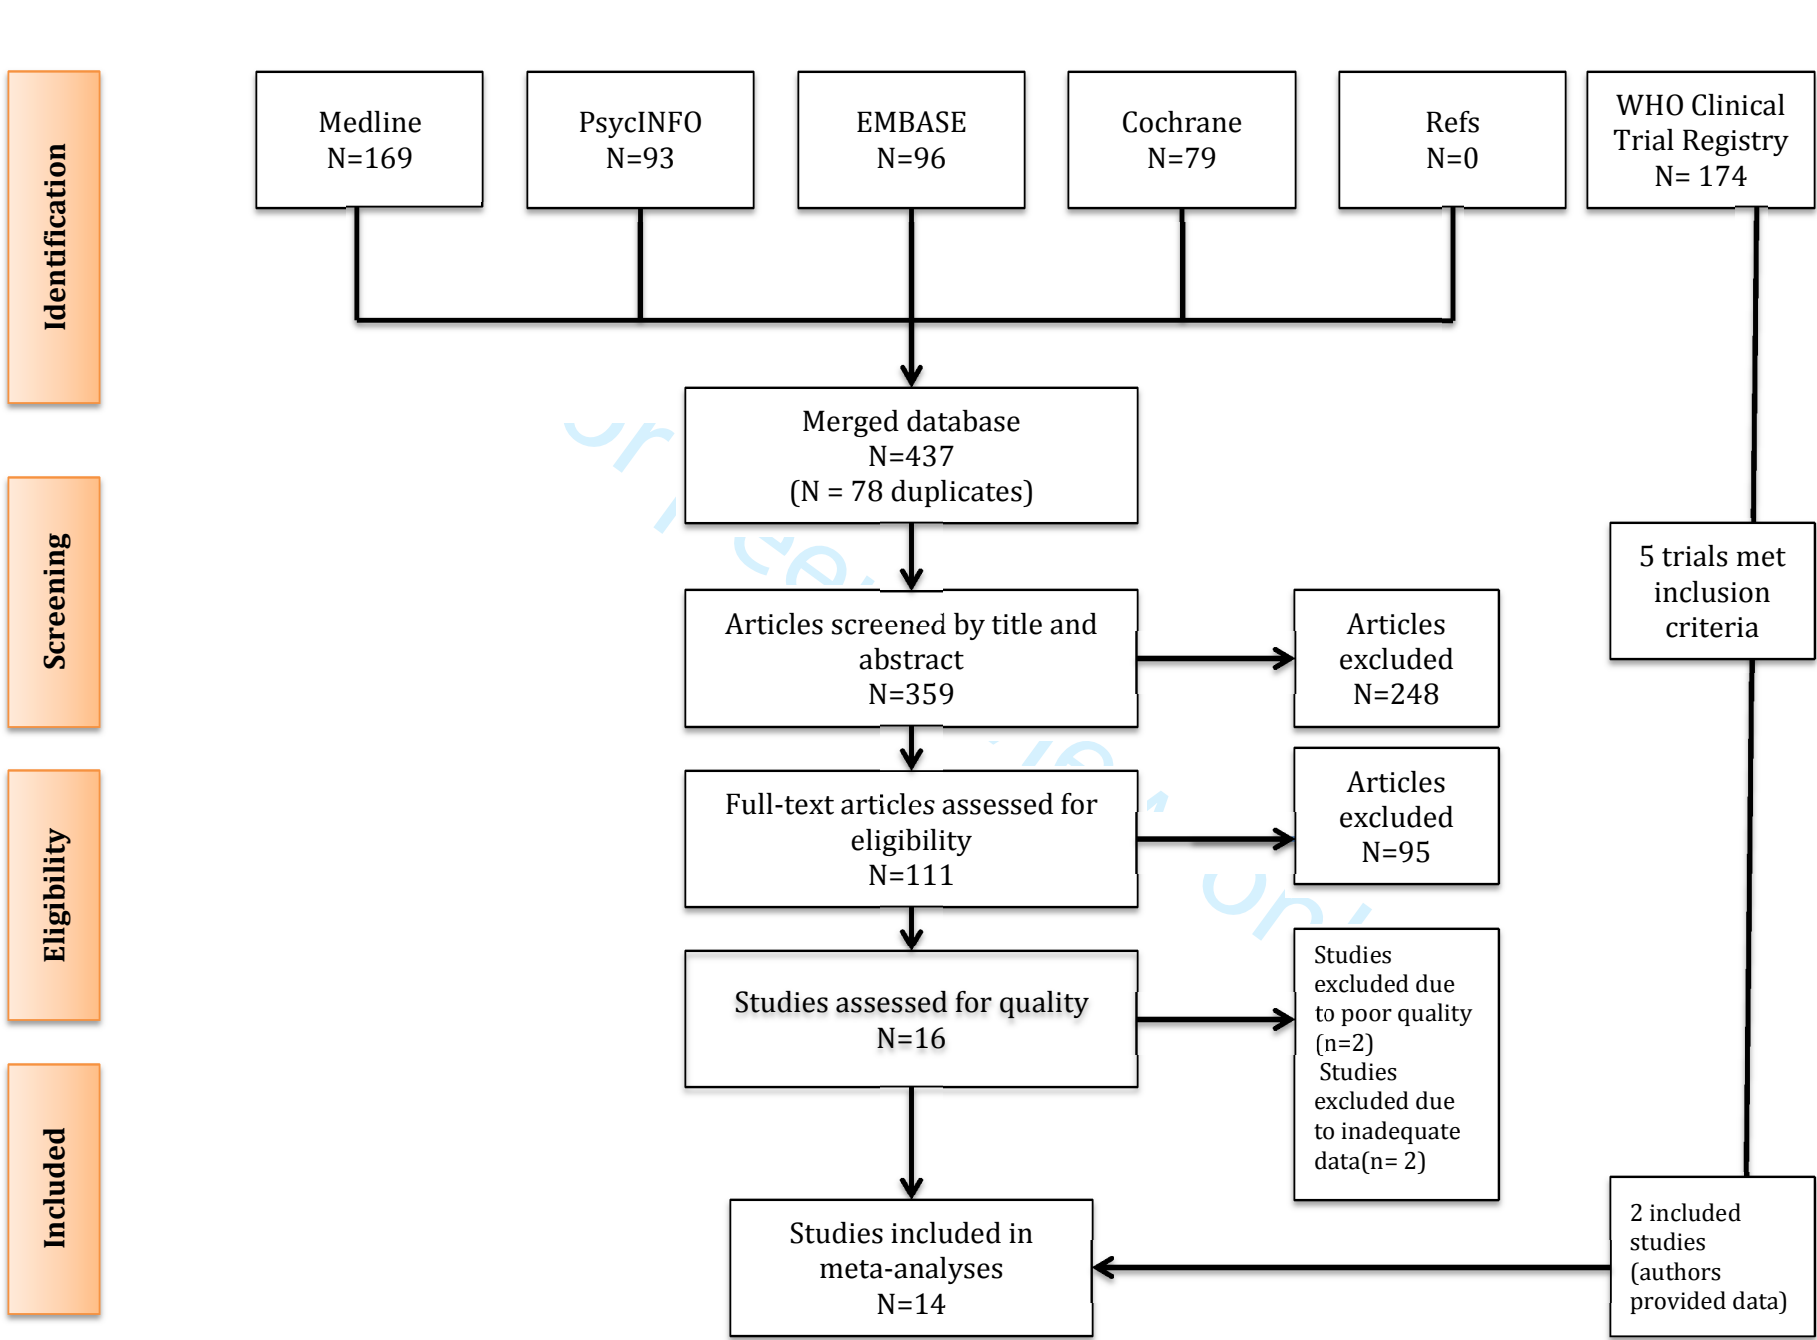 Identification
Medline
N=169
PsycINFO
N=93
EMBASE
N=96
Cochrane
N=79
Refs
N=0
WHO Clinical
Trial Registry
N= 174
Merged database
N=437
(N = 78 duplicates)
Screening
Articles screened by title and
abstract
N=359
Articles
excluded
N=248
5 trials met
inclusion
criteria
Eligibility
Full-text articles assessed for
eligibility
N=111
Articles
excluded
N=95
Studies assessed for quality
N=16
Studies
excluded due
to poor quality
(n=2)
Studies
excluded due
to inadequate
data(n= 2)
Included
Studies included in
meta-analyses
N=14
2 included
studies
(authors
provided data)